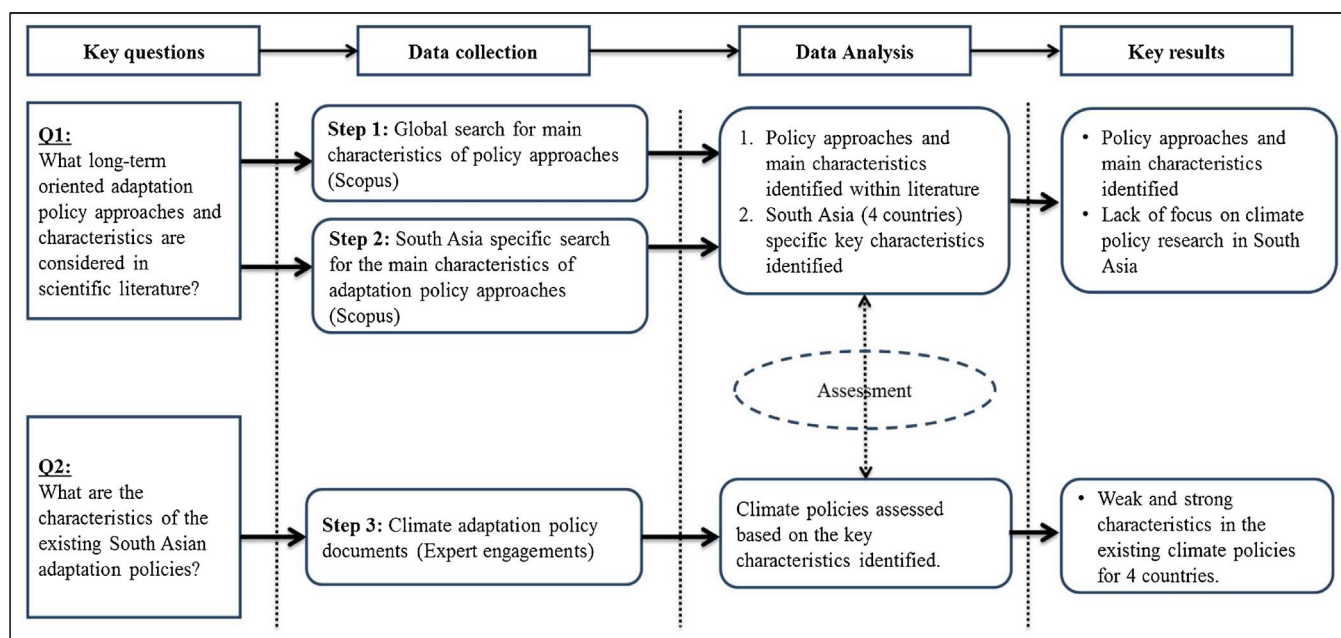 Key questions
Data collection
Data Analysis
Key results
Q1:
What long-term
oriented adaptation
policy approaches and
characteristics are
considered in
scientific literature?
Step 1: Global search for main
characteristics of policy approaches
(Scopus)
Step 2: South Asia specific search
for the main characteristics of
adaptation policy approaches
(Scopus)
1. Policy approaches and
main characteristics
identified within literature
2. South Asia (4 countries)
specific key characteristics
identified
• Policy approaches and
main characteristics
identified
• Lack of focus on climate
policy research in South
Asia
Assessment
Q2:
What are the
characteristics of the
existing South Asian
adaptation policies?
Step 3: Climate adaptation policy
documents (Expert engagements)
Climate policies assessed
based on the key
characteristics identified.
• Weak and strong
characteristics in the
existing climate policies
for 4 countries.